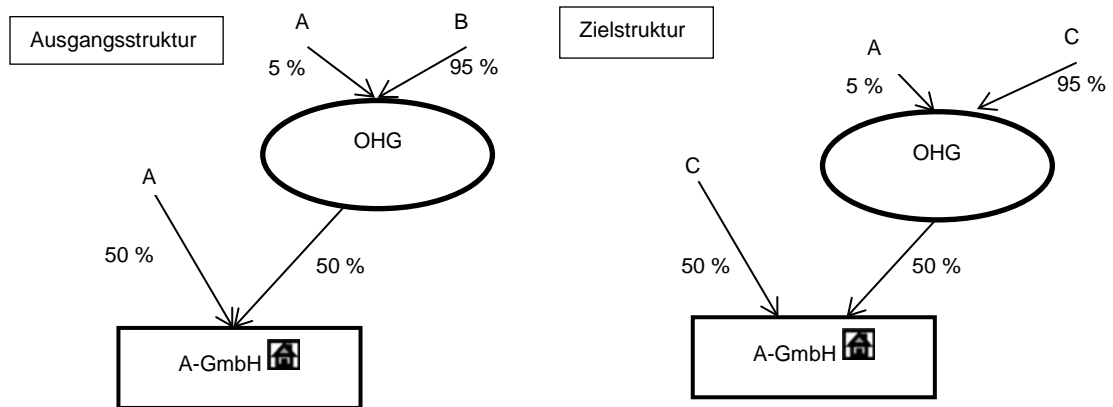 Ausgangsstruktur
A
B
5 %
95 %
OHG
A
50 %
50 %
A-GmbH
Zielstruktur
A
C
5 %
95 %
OHG
C
50 %
50 %
A-GmbH